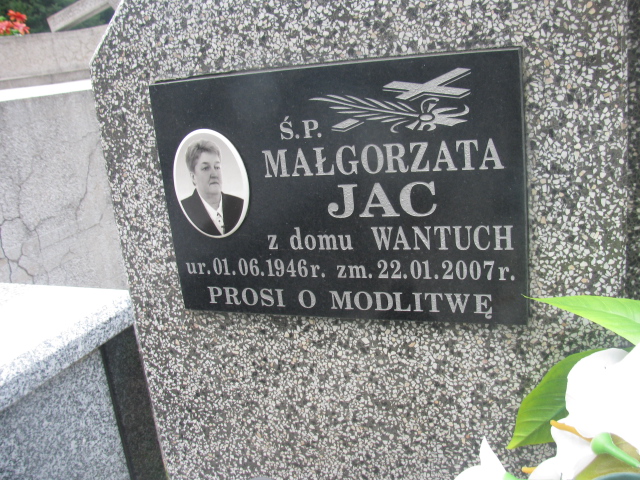 Ś.P.
MAŁGORZATA
JAC
z domu WANTUCH
ur. 01.06.1946 r. zm. 22.01.2007 r.
PROSI O MODLITWĘ